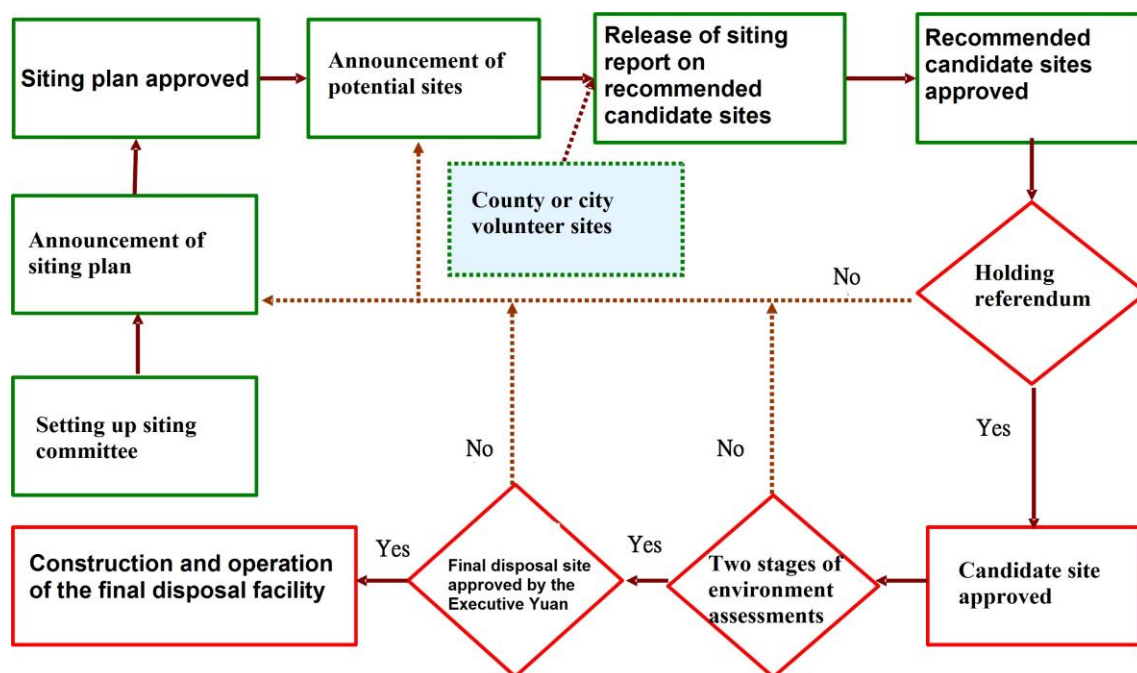 Siting plan approved
Announcement of
potential sites
Release of siting
report on
recommended
candidate sites
Recommended
candidate sites
approved
County or city
volunteer sites
Announcement of
siting plan
No
Holding
referendum
Setting up siting
committee
No
No
Yes
Construction and operation
of the final disposal facility
Yes
Final disposal site
approved by the
Executive Yuan
Yes
Two stages of
environment
assessments
Candidate site
approved